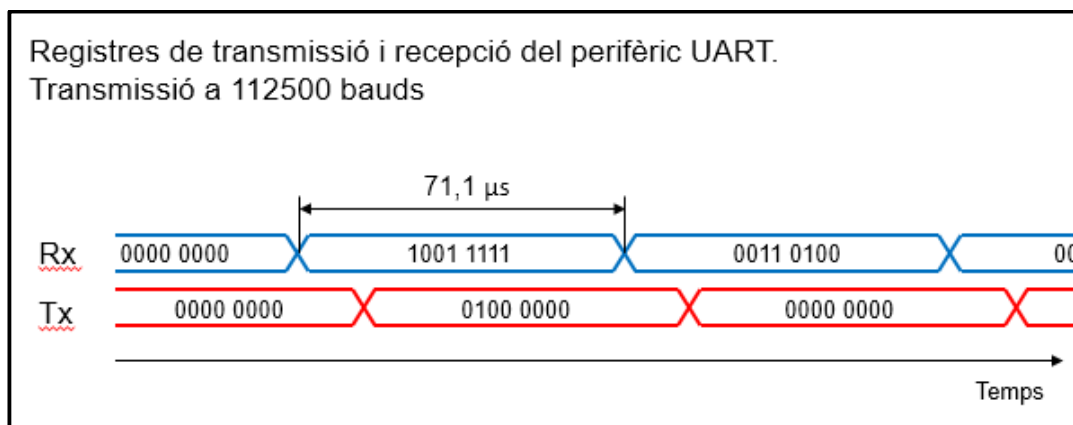 Registres de transmissió i recepció del perifèric UART.
Transmissió a 112500 bauds
71,1 μs
Rx 0000 0000 1001 1111 0011 0100 00
Tx 0000 0000 0100 0000 0000 0000
Temps